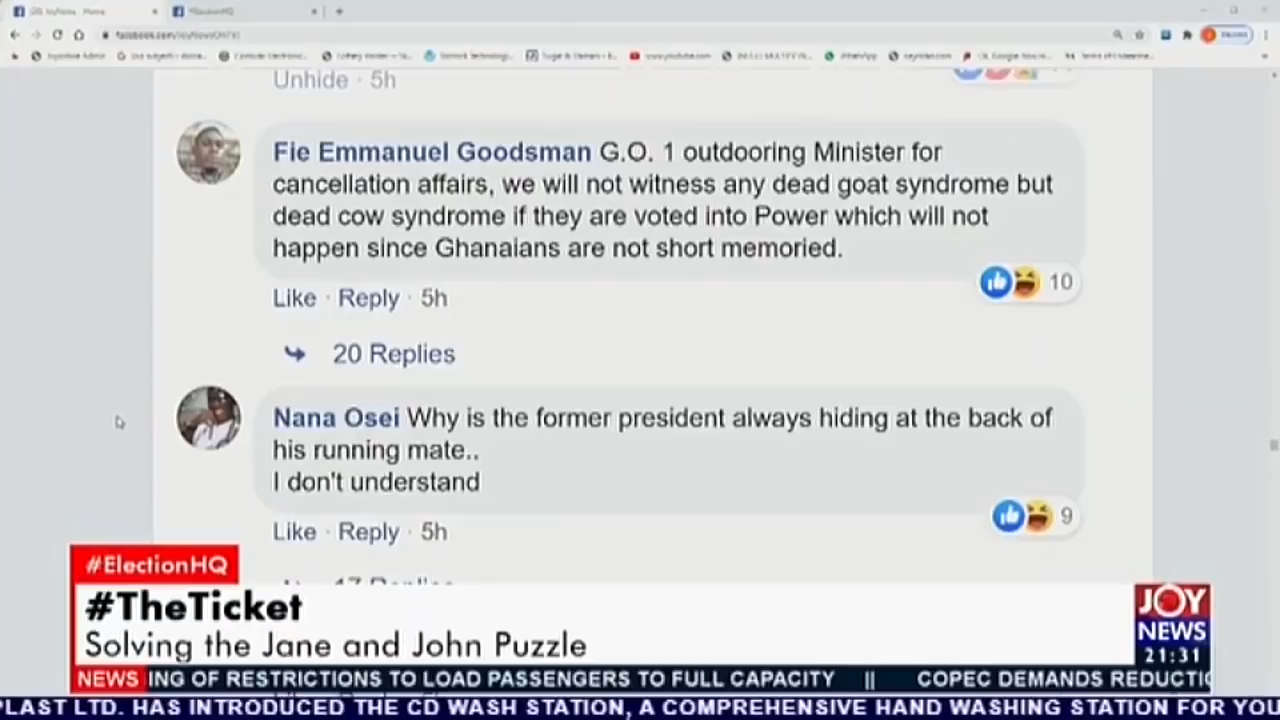 Unhide · 5h
Fie Emmanuel Goodsman G.O. 1 outdooring Minister for
cancellation affairs, we will not witness any dead goat syndrome but
dead cow syndrome if they are voted into Power which will not
happen since Ghanaians are not short memoried.
10
Like · Reply · 5h
20 Replies
Nana Osei Why is the former president always hiding at the back of
his running mate..
I don't understand
9
Like · Reply · 5h
17 Replies
#ElectionHQ
#TheTicket
Solving the Jane and John Puzzle
JOY
NEWS
21:31
NEWS ING OF RESTRICTIONS TO LOAD PASSENGERS TO FULL CAPACITY || COPEC DEMANDS REDUCTI
PLAST LTD. HAS INTRODUCED THE CD WASH STATION, A COMPREHENSIVE HAND WASHING STATION FOR YOU